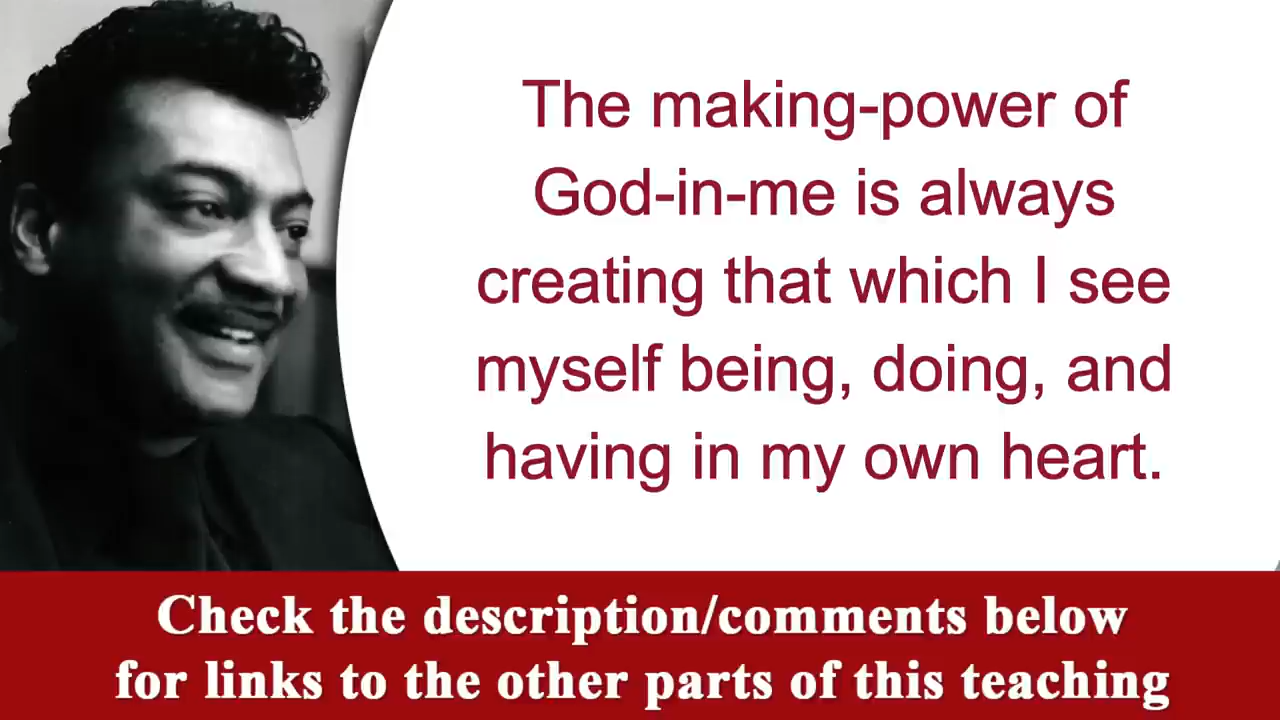 The making-power of
God-in-me is always
creating that which I see
myself being, doing, and
having in my own heart.
Check the description/comments below
for links to the other parts of this teaching